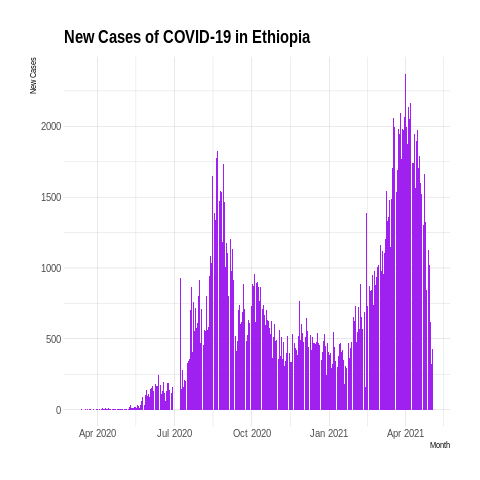 New Cases of COVID-19 in Ethiopia
New Cases
2000
1500
1000
500
0
Apr 2020 Jul 2020 Oct 2020 Jan 2021 Apr 2021
Month